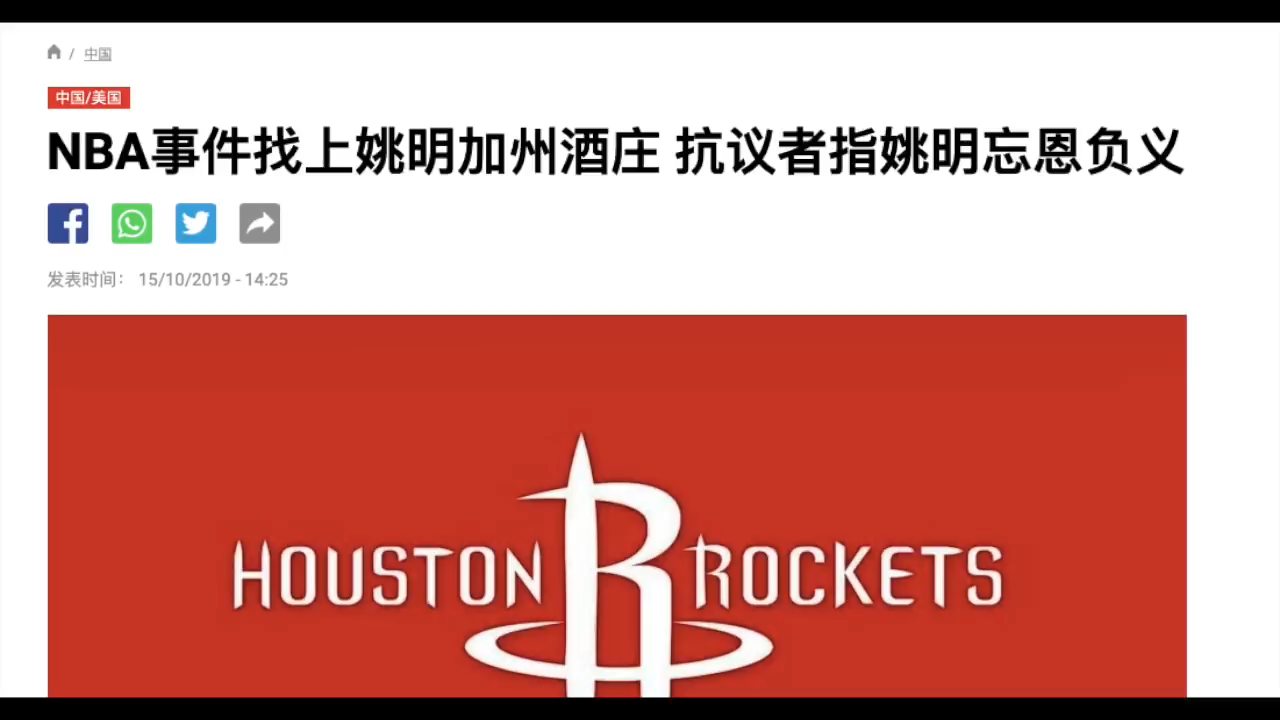 / 中国
中国/美国
NBA事件找上姚明加州酒庄 抗议者指姚明忘恩负义
发表时间： 15/10/2019 - 14:25
HOUSTON R ROCKETS